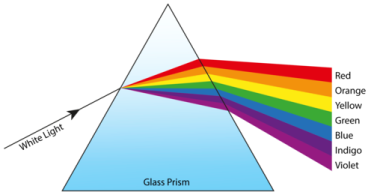 Red
Orange
Yellow
Green
Blue
Indigo
Violet
White Light
Glass Prism